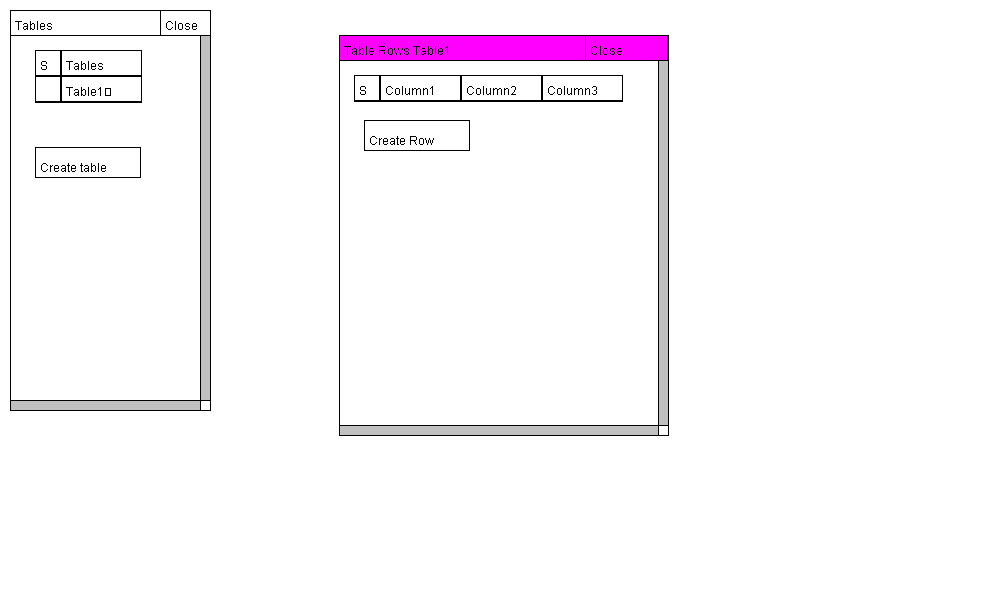 Tables Close
S Tables
Table1▯
Create table
Table Rows Table1 Close
S Column1 Column2 Column3
Create Row